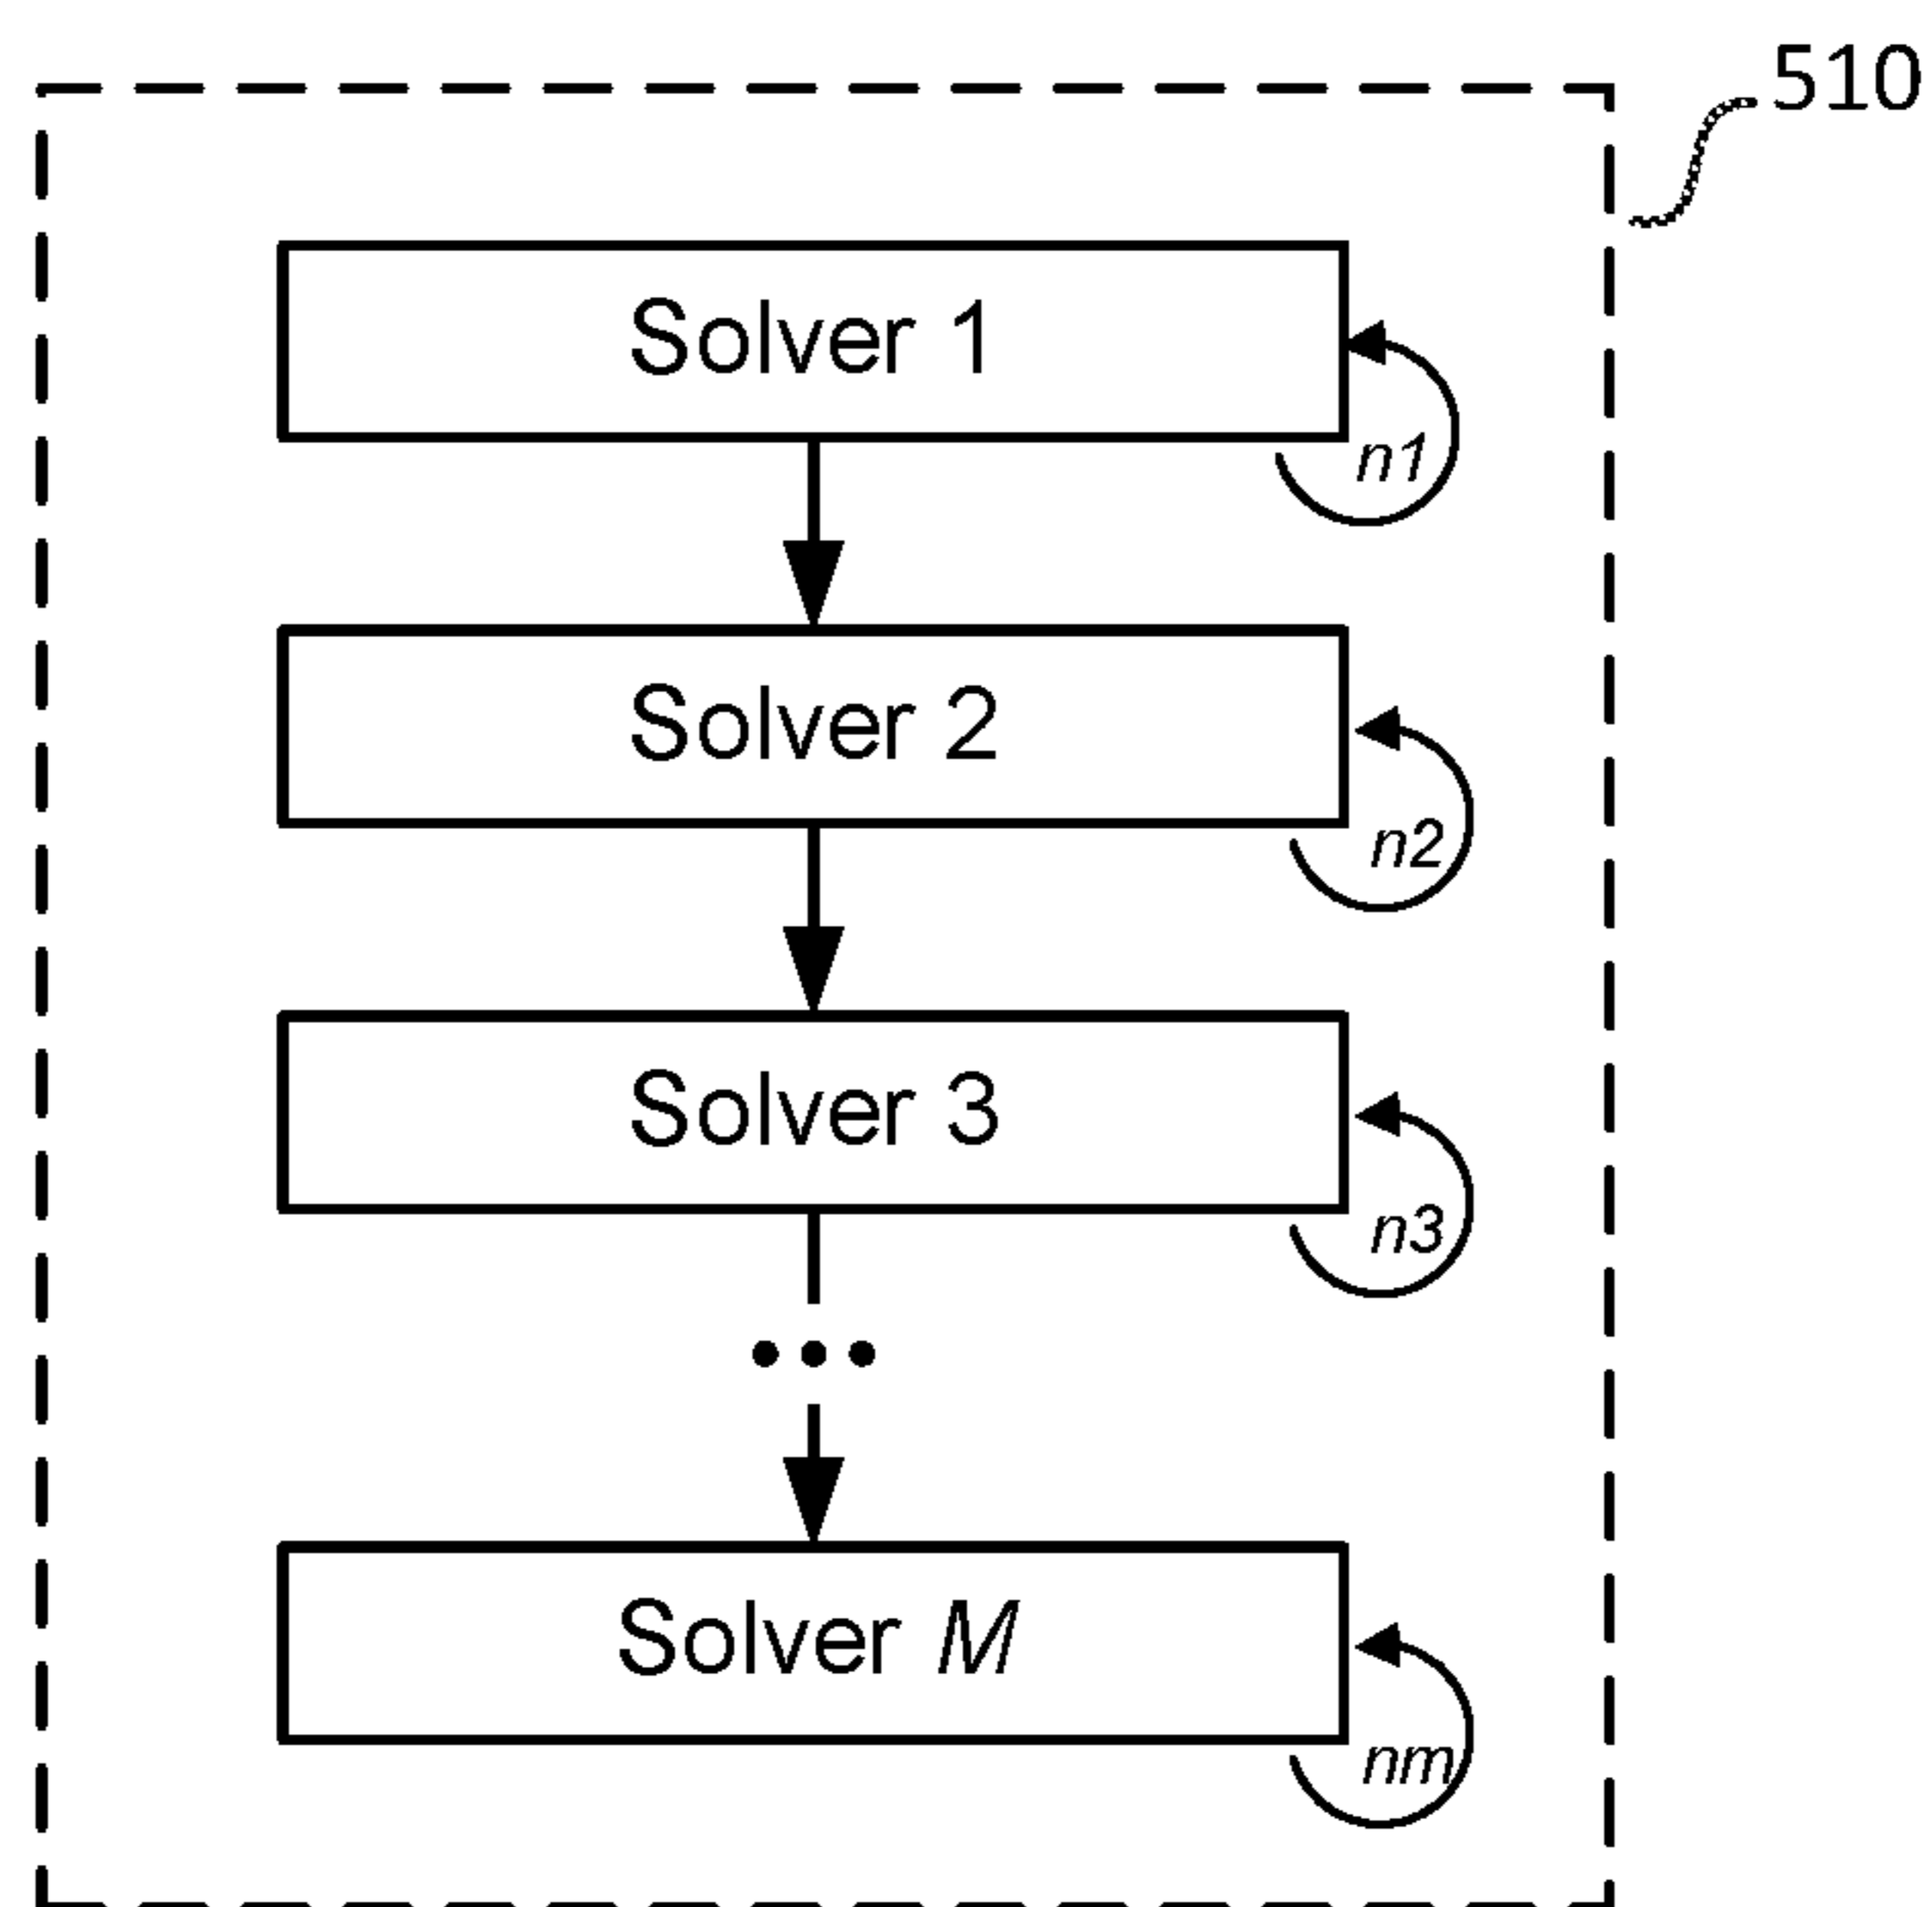 510
Solver 1
n1
Solver 2
n2
Solver 3
n3
•••
Solver M
nm